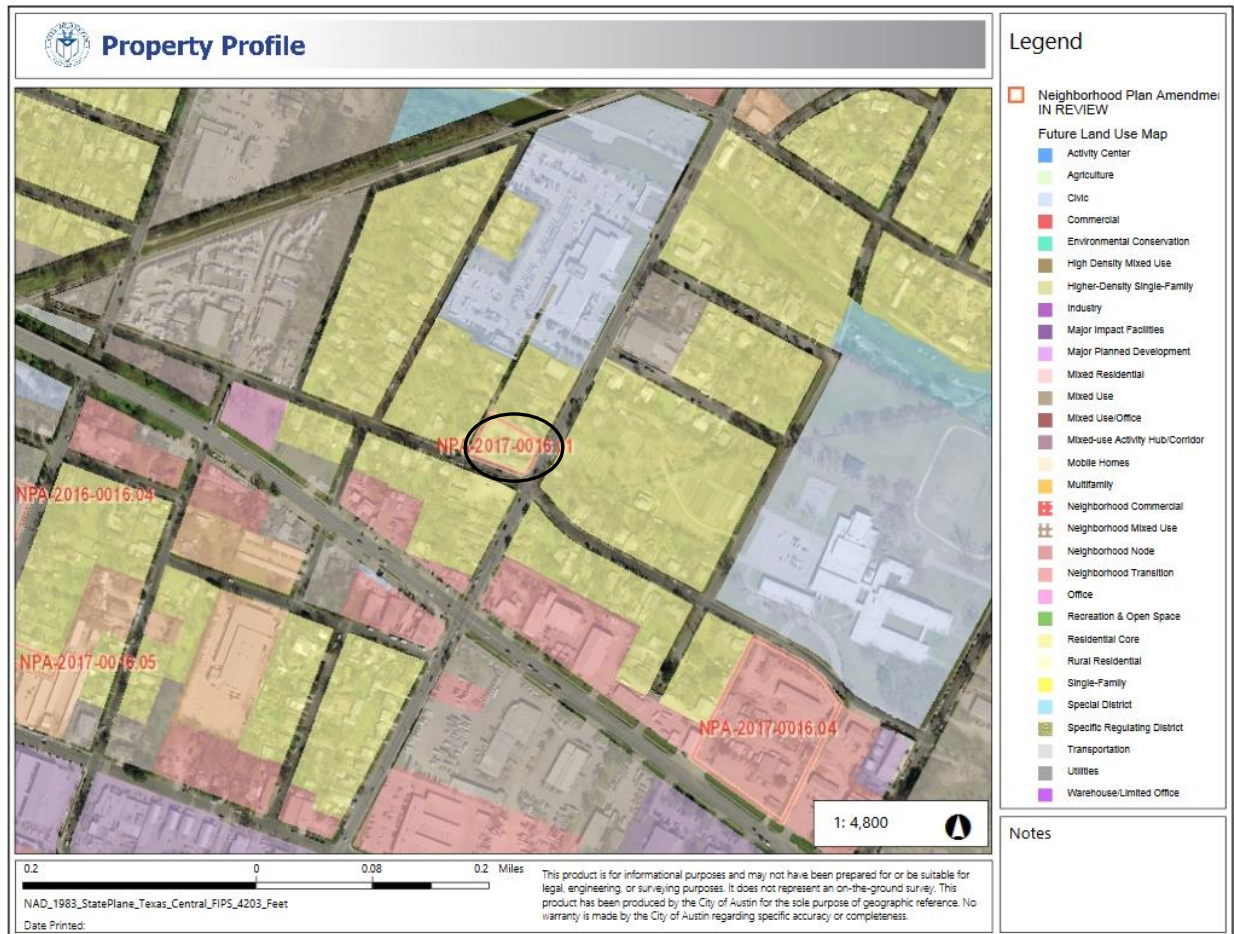 Property Profile
Legend
Neighborhood Plan Amendme
IN REVIEW
Future Land Use Map
Activity Center
Agriculture
Civic
Commercial
Environmental Conservation
High Density Mixed Use
Higher-Density Single-Family
Industry
Major Impact Facilities
Major Planned Development
Mixed Residential
Mixed Use
Mixed Use/Office
Mixed-use Activity Hub/Corridor
Mobile Homes
Multifamily
Neighborhood Commercial
Neighborhood Mixed Use
Neighborhood Node
Neighborhood Transition
Office
Recreation & Open Space
Residential Core
Rural Residential
Single-Family
Special District
Specific Regulating District
Transportation
Utilities
Warehouse/Limited Office
NPA-2017-0016.01
NPA-2016-0016.04
NPA-2017-0016.05
NPA-2017-0016.04
1: 4,800
Notes
0.2 0 0.08 0.2 Miles
NAD_1983_StatePlane_Texas_Central_FIPS_4203_Feet
Date Printed:
This product is for informational purposes and may not have been prepared for or be suitable for
legal, engineering, or surveying purposes. It does not represent an on-the-ground survey. This
product has been produced by the City of Austin for the sole purpose of geographic reference. No
warranty is made by the City of Austin regarding specific accuracy or completeness.